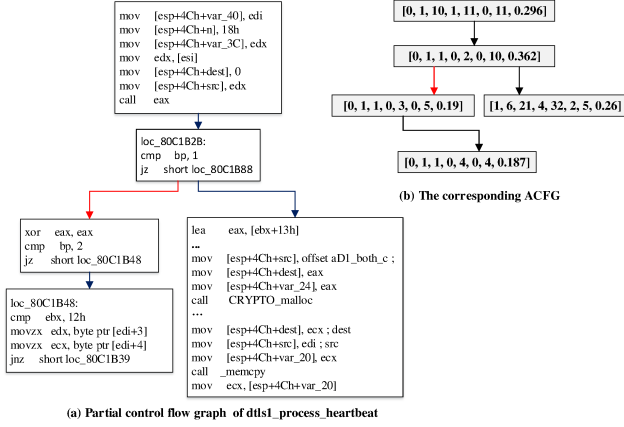 mov [esp+4Ch+var_40], edi
mov [esp+4Ch+n], 18h
mov [esp+4Ch+var_3C], edx
mov edx, [esi]
mov [esp+4Ch+dest], 0
mov [esp+4Ch+src], edx
call eax
loc_80C1B2B:
cmp bp, 1
jz short loc_80C1B88
xor eax, eax
cmp bp, 2
jz short loc_80C1B48
loc_80C1B48:
cmp ebx, 12h
movzx edx, byte ptr [edi+3]
movzx ecx, byte ptr [edi+4]
jnz short loc_80C1B39
lea eax, [ebx+13h]
...
mov [esp+4Ch+src], offset aD1_both_c ;
mov [esp+4Ch+dest], eax
mov [esp+4Ch+var_24], eax
call CRYPTO_malloc
...
mov [esp+4Ch+dest], ecx ; dest
mov [esp+4Ch+src], edi ; src
mov [esp+4Ch+var_20], ecx
call _memcpy
mov ecx, [esp+4Ch+var_20]
(a) Partial control flow graph of dtls1_process_heartbeat
[0, 1, 10, 1, 11, 0, 11, 0.296]
[0, 1, 1, 0, 2, 0, 10, 0.362]
[0, 1, 1, 0, 3, 0, 5, 0.19]
[1, 6, 21, 4, 32, 2, 5, 0.26]
[0, 1, 1, 0, 4, 0, 4, 0.187]
(b) The corresponding ACFG